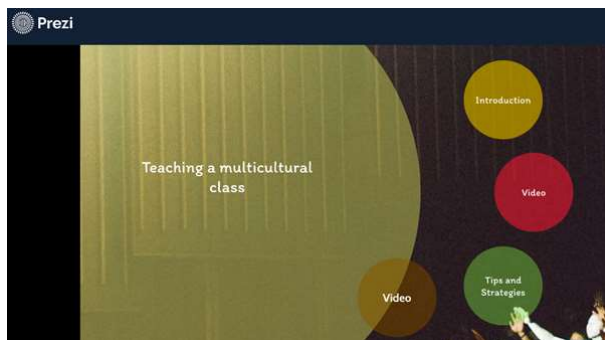 Prezi
Teaching a multicultural
class
Introduction
Video
Tips and
Strategies
Video